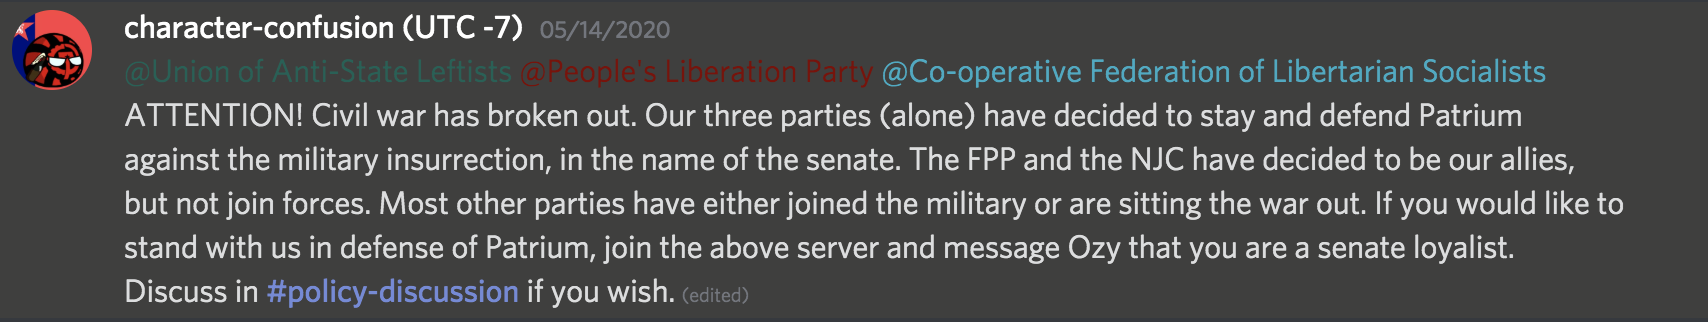 character-confusion (UTC -7) 05/14/2020
@Union of Anti-State Leftists @People's Liberation Party @Co-operative Federation of Libertarian Socialists
ATTENTION! Civil war has broken out. Our three parties (alone) have decided to stay and defend Patrium
against the military insurrection, in the name of the senate. The FPP and the NJC have decided to be our allies,
but not join forces. Most other parties have either joined the military or are sitting the war out. If you would like to
stand with us in defense of Patrium, join the above server and message Ozy that you are a senate loyalist.
Discuss in #policy-discussion if you wish. (edited)